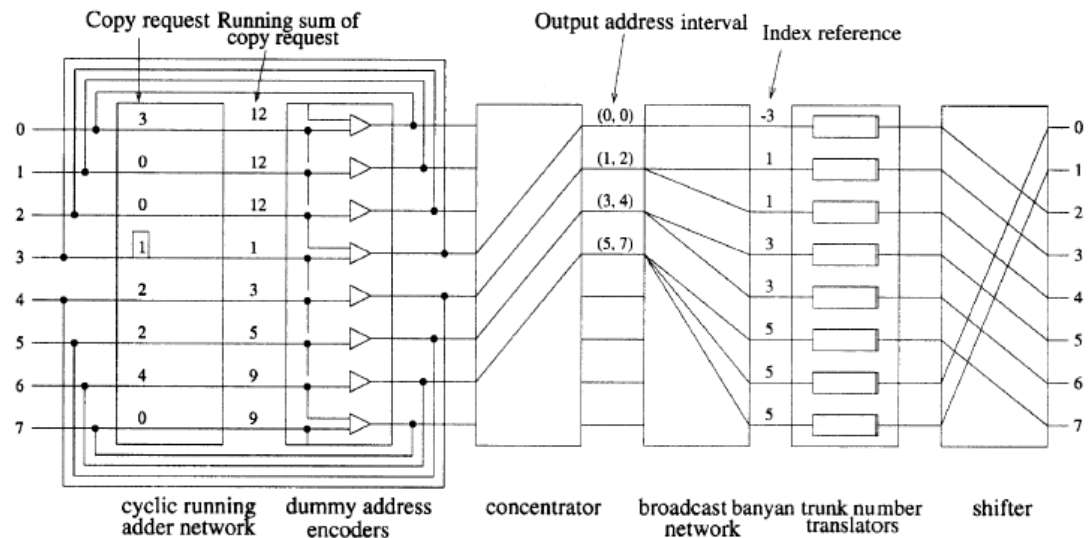 Copy request Running sum of
copy request
Output address interval
Index reference
0 3 12 (0, 0) -3 0
1 0 12 (1, 2) 1 1
2 0 12 (3, 4) 1 2
3 1 1 (5, 7) 3 3
4 2 3 3 4
5 2 5 5 5
6 4 9 5 6
7 0 9 5 7
cyclic running
adder network
dummy address
encoders
concentrator
broadcast banyan
network
trunk number
translators
shifter